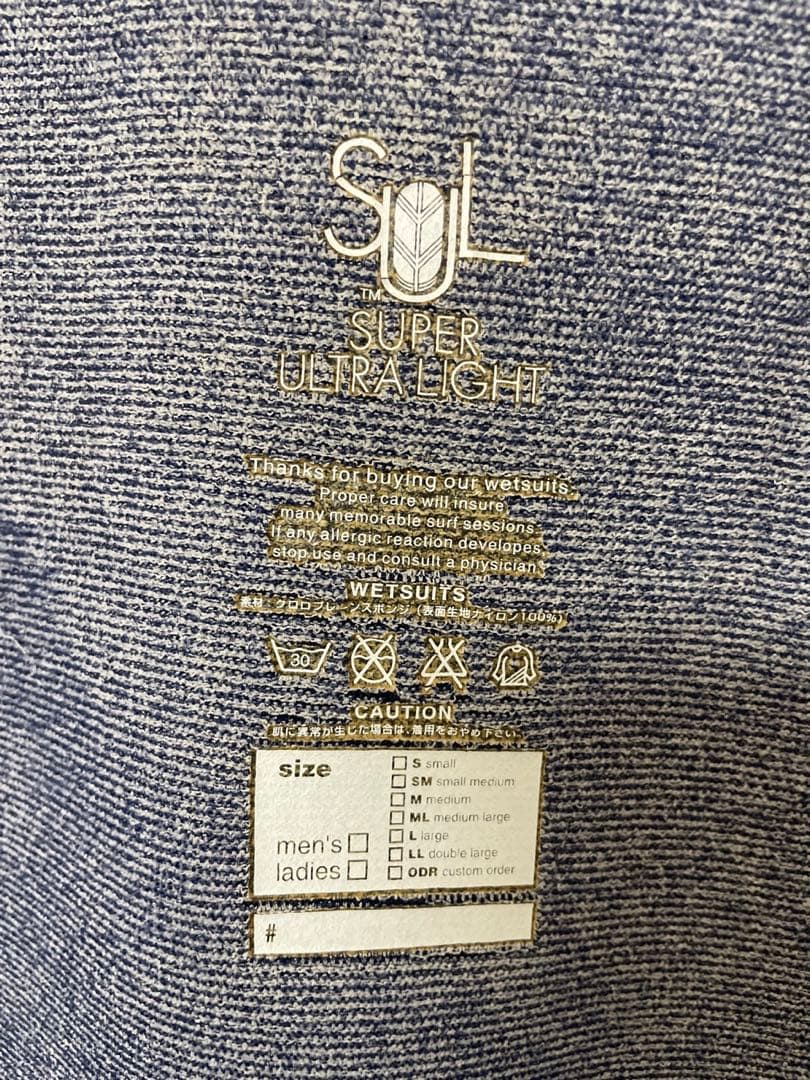 SUL
TM
SUPER
ULTRA LIGHT
Thanks for buying our wetsuits.
Proper care will insure
many memorable surf sessions.
If any allergic reaction developes,
stop use and consult a physician.
WETSUITS
素材:クロロプレーンスポンジ(表面生地ナイロン100%)
30
CAUTION
肌に異常が生じた場合は、着用をおやめ下さい。
size
S small
SM small medium
M medium
ML medium large
L large
LL double large
ODR custom order
men's
ladies
#